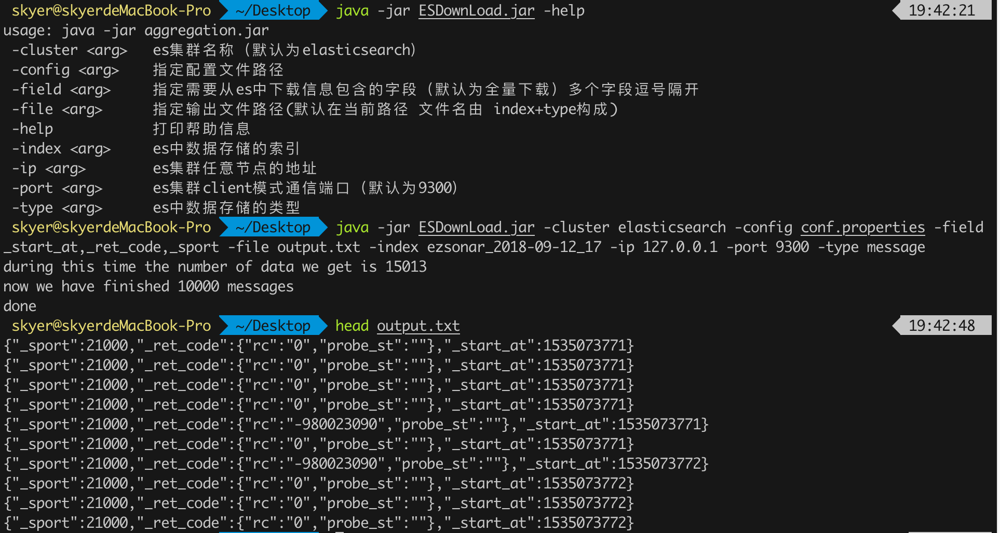 skyer@skyerdeMacBook-Pro ~/Desktop java -jar ESDownLoad.jar -help 19:42:21
usage: java -jar aggregation.jar
-cluster <arg> es集群名称（默认为elasticsearch）
-config <arg> 指定配置文件路径
-field <arg> 指定需要从es中下载信息包含的字段（默认为全量下载）多个字段逗号隔开
-file <arg> 指定输出文件路径(默认在当前路径 文件名由 index+type构成)
-help 打印帮助信息
-index <arg> es中数据存储的索引
-ip <arg> es集群任意节点的地址
-port <arg> es集群client模式通信端口（默认为9300）
-type <arg> es中数据存储的类型
skyer@skyerdeMacBook-Pro ~/Desktop java -jar ESDownLoad.jar -cluster elasticsearch -config conf.properties -field
_start_at,_ret_code,_sport -file output.txt -index ezsonar_2018-09-12_17 -ip 127.0.0.1 -port 9300 -type message
during this time the number of data we get is 15013
now we have finished 10000 messages
done
skyer@skyerdeMacBook-Pro ~/Desktop head output.txt 19:42:48
{"_sport":21000,"_ret_code":{"rc":"0","probe_st":""},"_start_at":1535073771}
{"_sport":21000,"_ret_code":{"rc":"0","probe_st":""},"_start_at":1535073771}
{"_sport":21000,"_ret_code":{"rc":"0","probe_st":""},"_start_at":1535073771}
{"_sport":21000,"_ret_code":{"rc":"0","probe_st":""},"_start_at":1535073771}
{"_sport":21000,"_ret_code":{"rc":"-980023090","probe_st":""},"_start_at":1535073771}
{"_sport":21000,"_ret_code":{"rc":"0","probe_st":""},"_start_at":1535073771}
{"_sport":21000,"_ret_code":{"rc":"-980023090","probe_st":""},"_start_at":1535073772}
{"_sport":21000,"_ret_code":{"rc":"0","probe_st":""},"_start_at":1535073772}
{"_sport":21000,"_ret_code":{"rc":"0","probe_st":""},"_start_at":1535073772}
{"_sport":21000,"_ret_code":{"rc":"0","probe_st":""},"_start_at":1535073772}